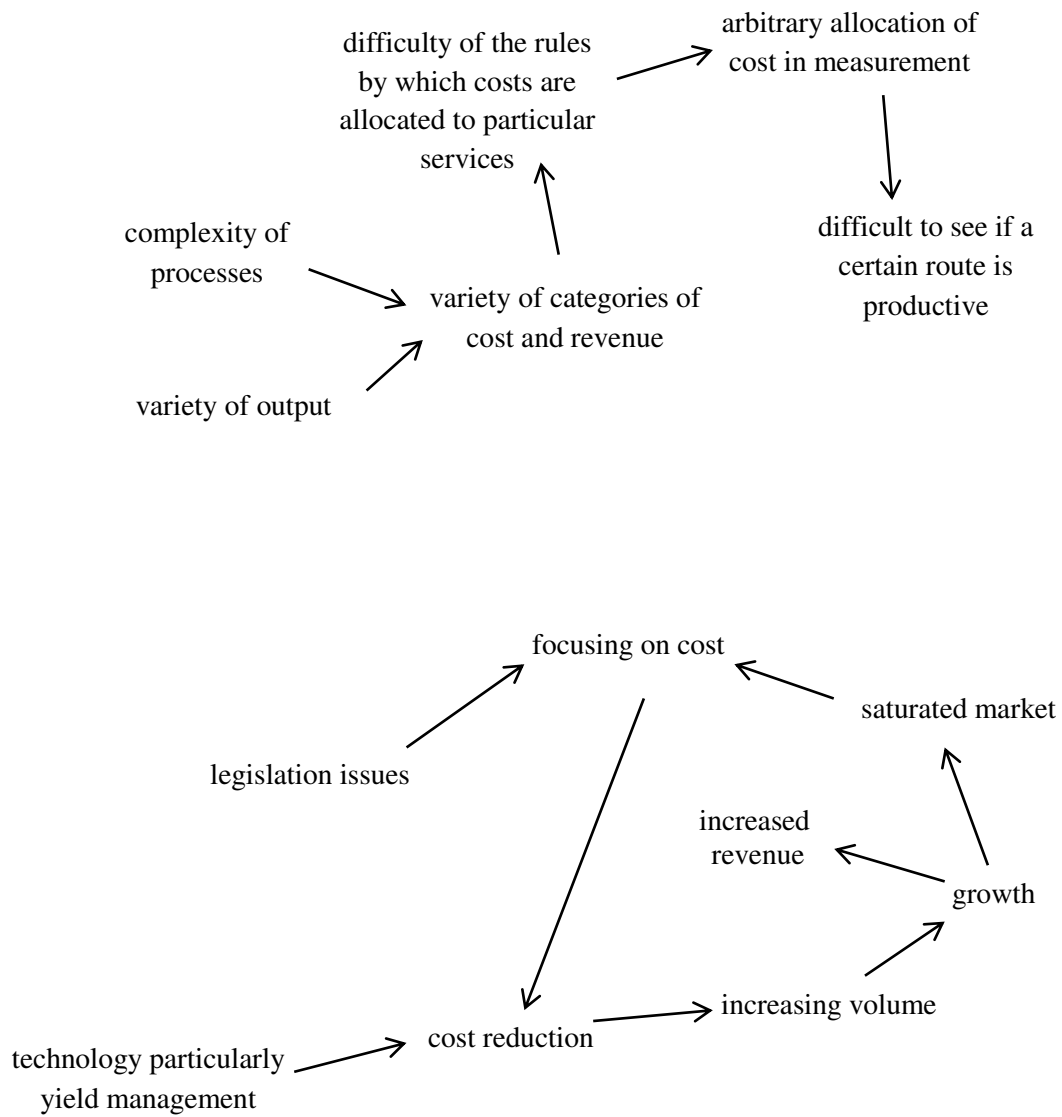 difficulty of the rules
by which costs are
allocated to particular
services
arbitrary allocation of
cost in measurement
complexity of
processes
difficult to see if a
certain route is
productive
variety of categories of
cost and revenue
variety of output
focusing on cost
saturated market
legislation issues
increased
revenue
growth
increasing volume
cost reduction
technology particularly
yield management